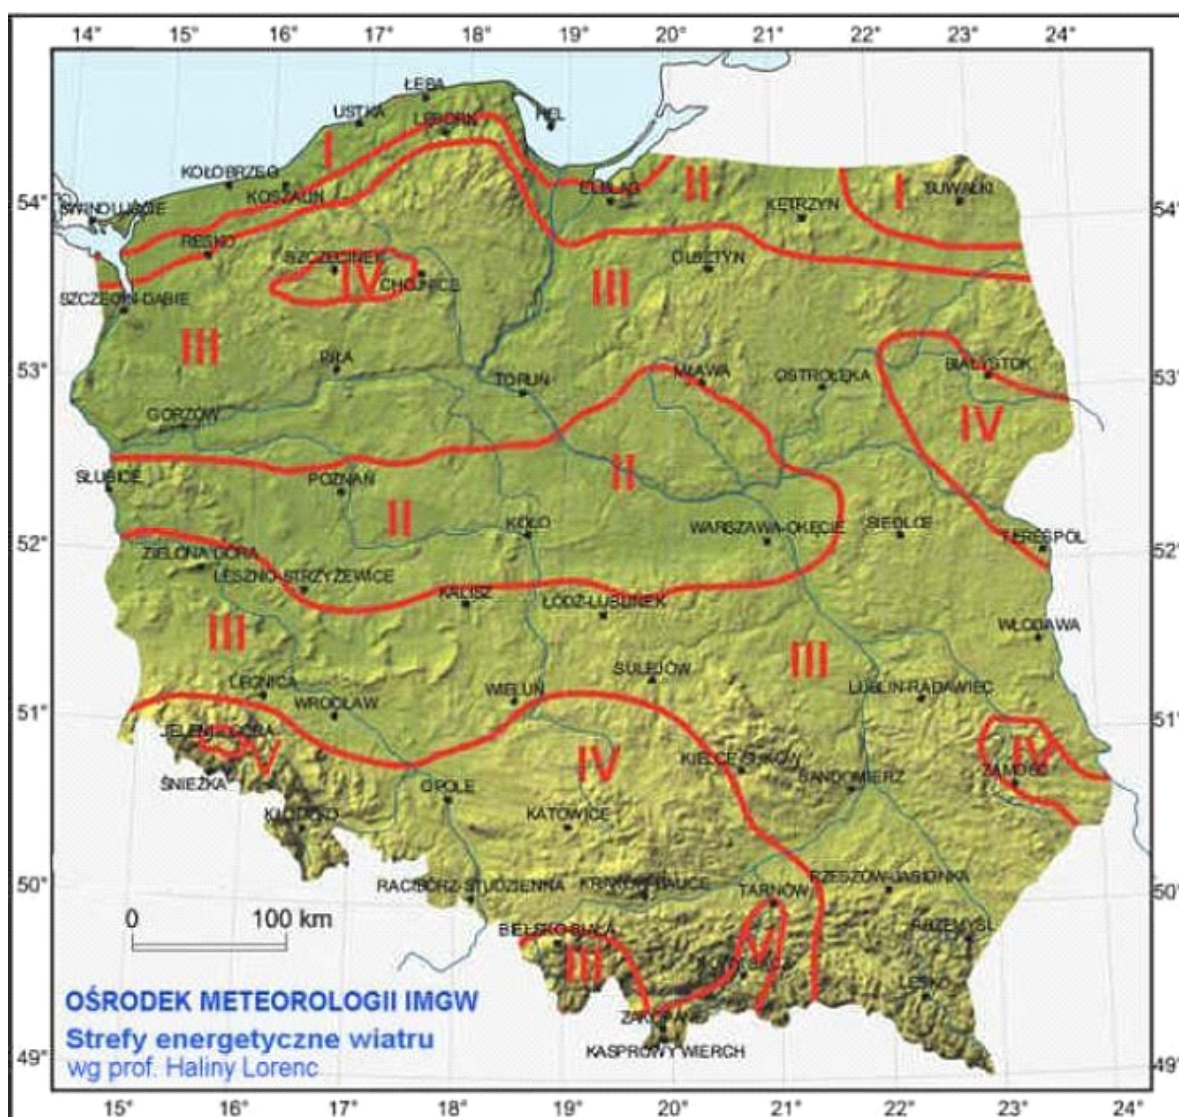 14° 15° 16° 17° 18° 19° 20° 21° 22° 23° 24°
ŁEBA
USTKA
HEL
LĘBORK
I
KOŁOBRZEG
KOSZALIN
ELBLĄG
II
I
SUWAŁKI
KĘTRZYN
54°
54°
ŚWINOUJŚCIE
RESKO
SZCZECINEK
IV
CHOJNICE
OLSZTYN
III
SZCZECIN-DĄBIE
III
PIŁA
TORUŃ
MŁAWA
OSTROŁĘKA
BIAŁYSTOK
53°
53°
GORZÓW
IV
SŁUBICE
POZNAŃ
II
II
KOŁO
WARSZAWA-OKĘCIE
SIEDLCE
TERESPOL
52°
52°
ZIELONA GÓRA
LESZNO-STRZYŻEWICE
KALISZ
ŁÓDŹ-LUBLINEK
WŁODAWA
III
III
SULEJÓW
LEGNICA
WIELUŃ
LUBLIN-RADAWIEC
WROCŁAW
51°
51°
JELENIA GÓRA
V
IV
KIELCE-SUKÓW
IV
ZAMOŚĆ
SANDOMIERZ
ŚNIEŻKA
OPOLE
KŁODZKO
KATOWICE
50°
50°
RACIBÓRZ-STUDZIENNA
KRAKÓW-BALICE
TARNÓW
RZESZÓW-JASIONKA
0 100 km
BIELSKO-BIAŁA
PRZEMYŚL
V
III
LESKO
OŚRODEK METEOROLOGII IMGW
ZAKOPANE
Strefy energetyczne wiatru
KASPROWY WIERCH
49°
49°
wg prof. Haliny Lorenc
15° 16° 17° 18° 19° 20° 21° 22° 23° 24°